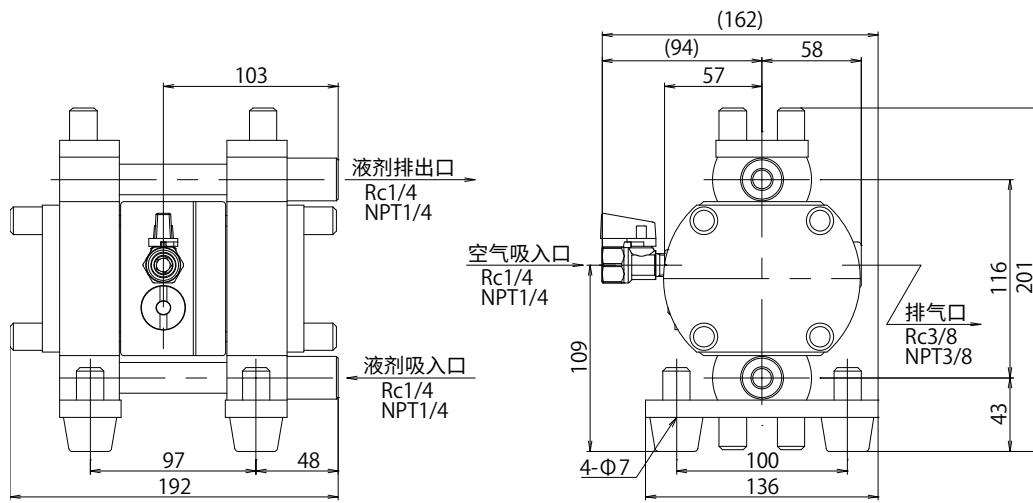 103
液剂排出口
Rc1/4
NPT1/4
液剂吸入口
Rc1/4
NPT1/4
97
48
192
(162)
(94)
58
57
空气吸入口
Rc1/4
NPT1/4
排气口
Rc3/8
NPT3/8
116
201
109
43
4-Φ7
100
136